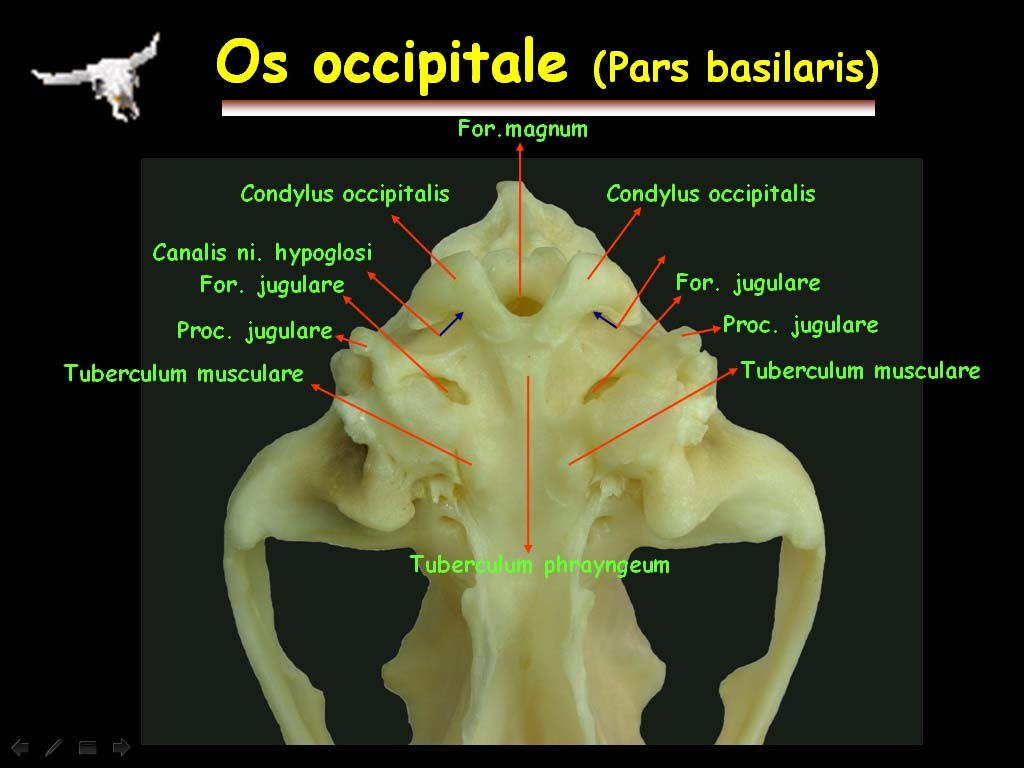 Os occipitale (Pars basilaris)
For.magnum
Condylus occipitalis
Condylus occipitalis
Canalis ni. hypoglosi
For. jugulare
For. jugulare
Proc. jugulare
Proc. jugulare
Tuberculum musculare
Tuberculum musculare
Tuberculum phrayngeum